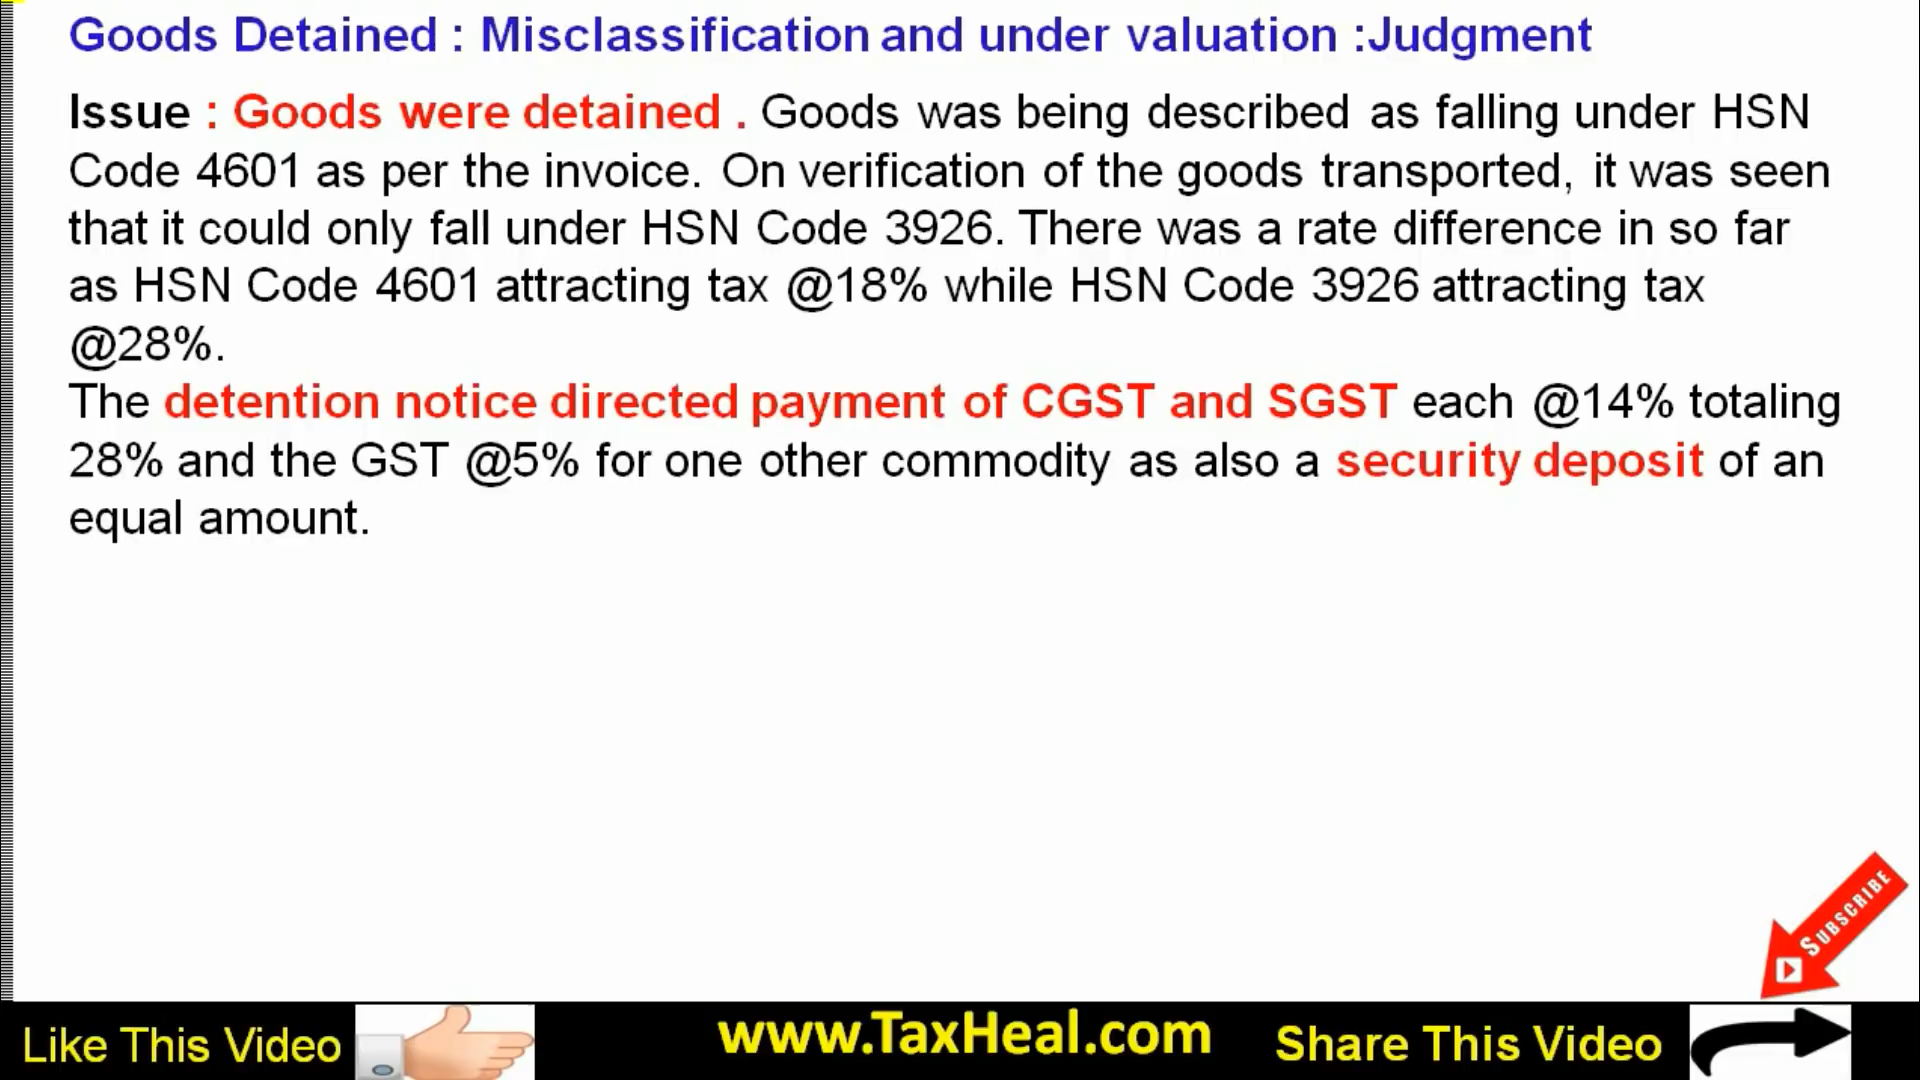 Goods Detained : Misclassification and under valuation :Judgment
Issue : Goods were detained . Goods was being described as falling under HSN
Code 4601 as per the invoice. On verification of the goods transported, it was seen
that it could only fall under HSN Code 3926. There was a rate difference in so far
as HSN Code 4601 attracting tax @18% while HSN Code 3926 attracting tax
@28%.
The detention notice directed payment of CGST and SGST each @14% totaling
28% and the GST @5% for one other commodity as also a security deposit of an
equal amount.
SUBSCRIBE
Like This Video
www.TaxHeal.com
Share This Video